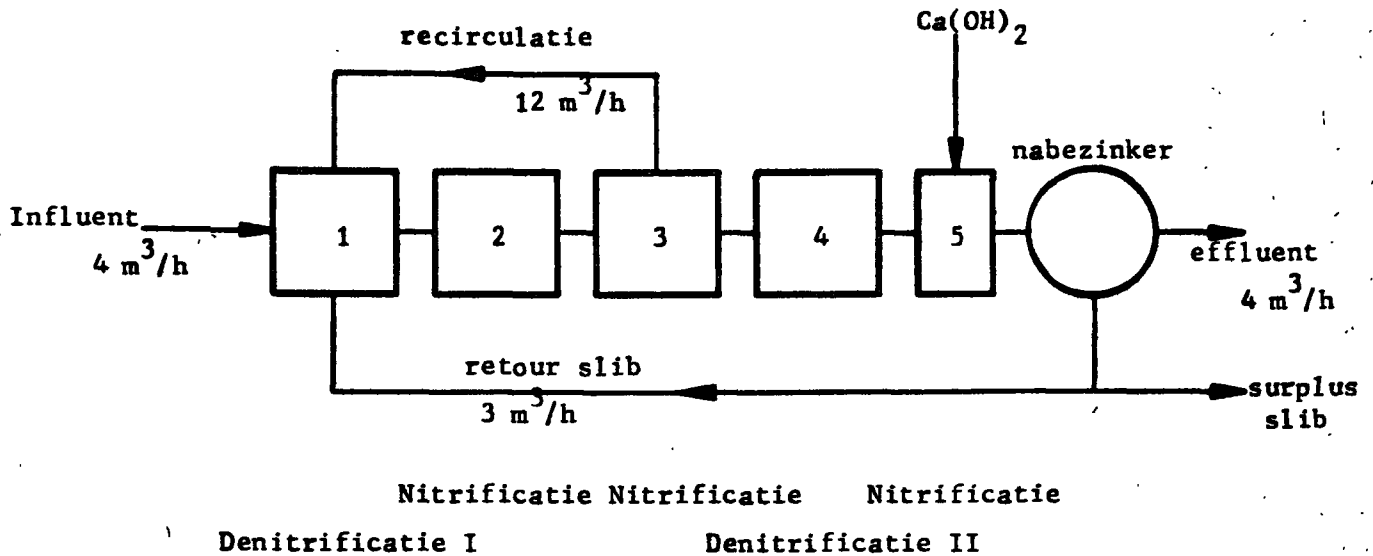 Ca(OH)2
recirculatie
12 m3/h
nabezinker
Influent
4 m3/h
1
2
3
4
5
effluent
4 m3/h
retour slib
3 m3/h
surplus
slib
Nitrificatie Nitrificatie Nitrificatie
Denitrificatie I Denitrificatie II